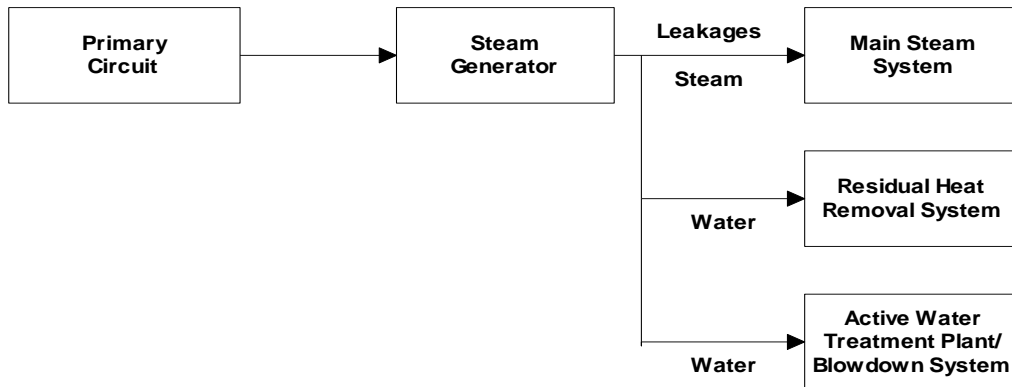 Primary
Circuit
Steam
Generator
Leakages
Steam
Main Steam
System
Water
Residual Heat
Removal System
Water
Active Water
Treatment Plant/
Blowdown System